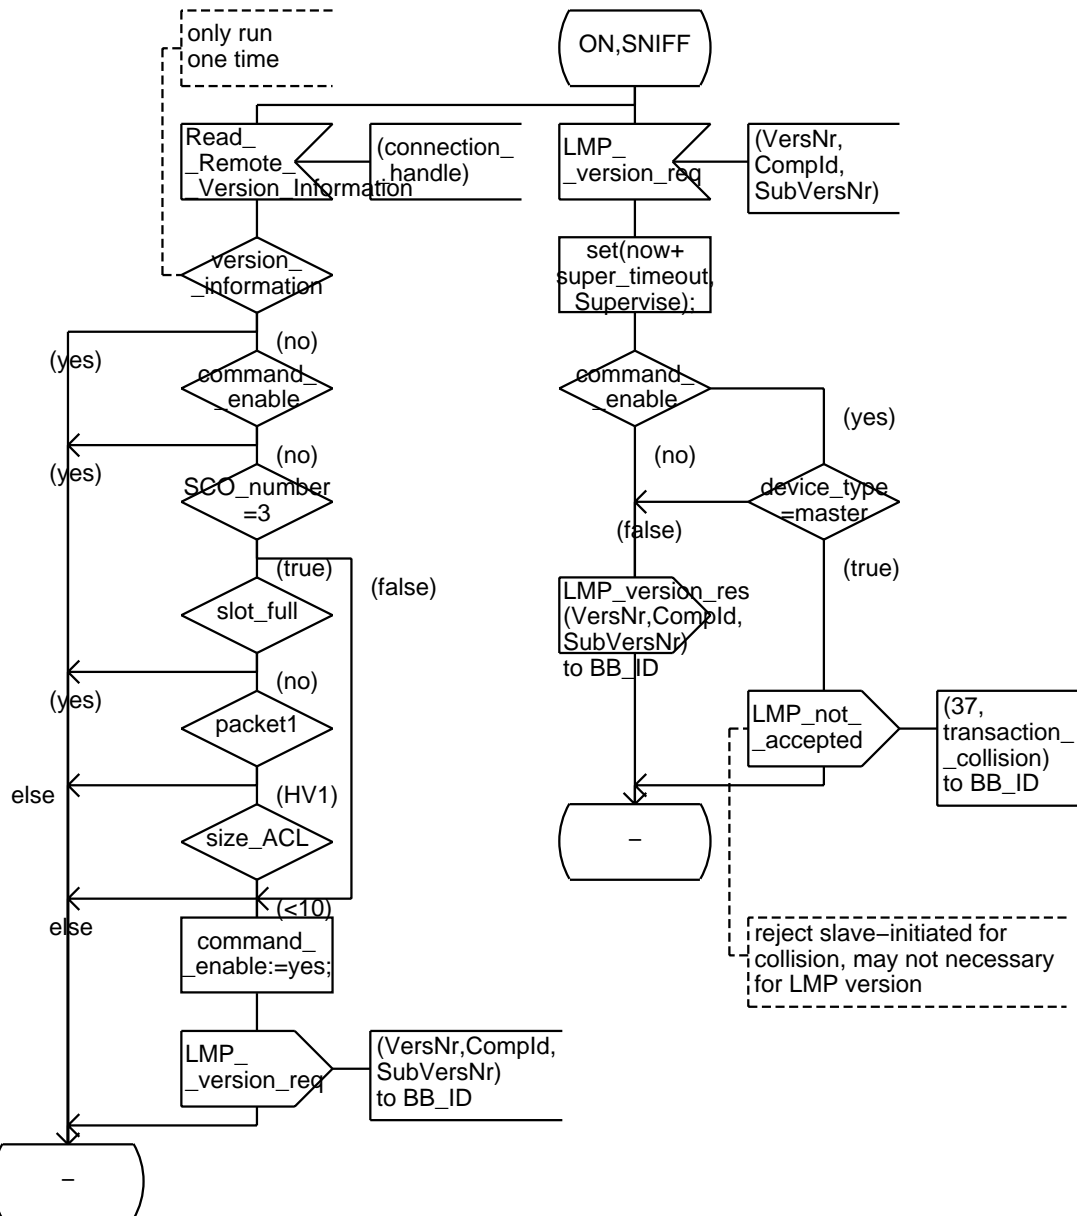 only run
one time
ON,SNIFF
Read_
_Remote_
_Version_Information
(connection_
_handle)
LMP_
_version_req
(VersNr,
CompId,
SubVersNr)
version_
_information
set(now+
super_timeout,
Supervise);
(no)
(yes)
command_
_enable
command_
_enable
(yes)
(no)
(yes)
(no)
SCO_number
=3
device_type
=master
(false)
(true)
(false)
(true)
slot_full
LMP_version_res
(VersNr,CompId,
SubVersNr)
to BB_ID
(no)
(yes)
packet1
LMP_not_
_accepted
(37,
transaction_
_collision)
to BB_ID
else
(HV1)
size_ACL
–
(<10)
else
command_
_enable:=yes;
reject slave–initiated for
collision, may not necessary
for LMP version
LMP_
_version_req
(VersNr,CompId,
SubVersNr)
to BB_ID
–